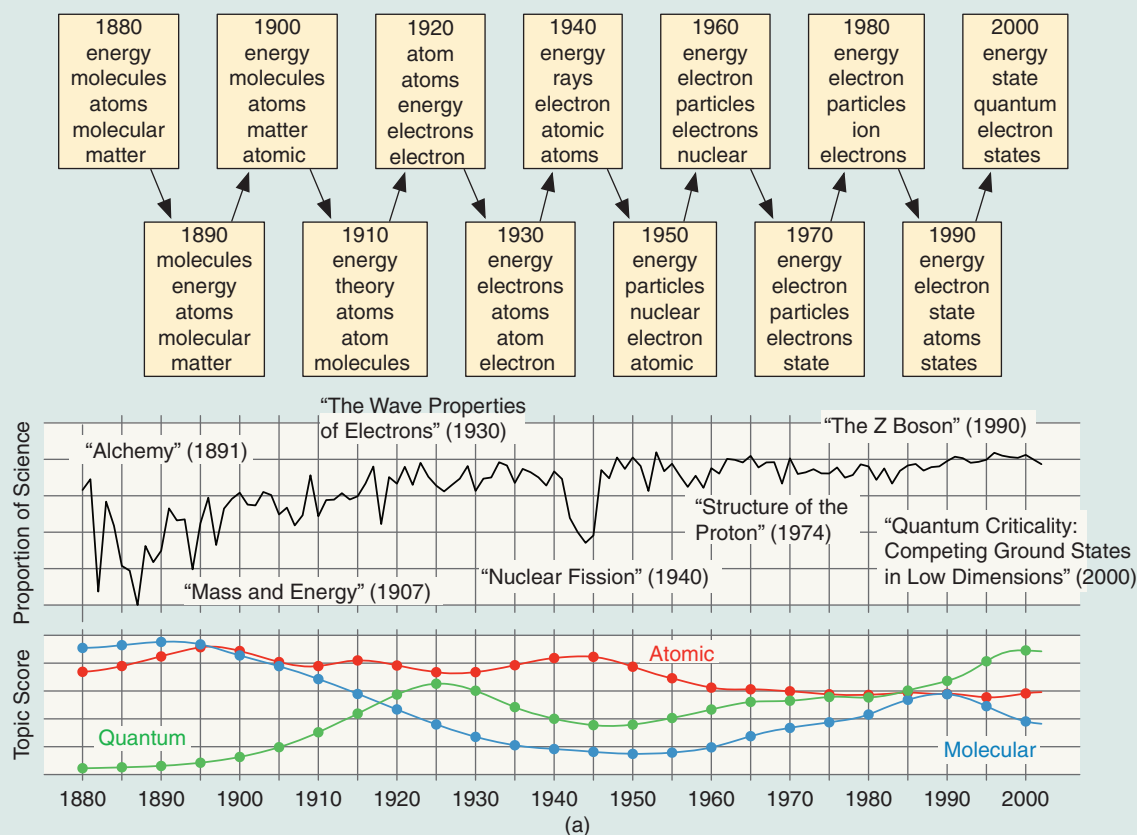 1880
energy
molecules
atoms
molecular
matter
1900
energy
molecules
atoms
matter
atomic
1920
atom
atoms
energy
electrons
electron
1940
energy
rays
electron
atomic
atoms
1960
energy
electron
particles
electrons
nuclear
1980
energy
electron
particles
ion
electrons
2000
energy
state
quantum
electron
states
1890
molecules
energy
atoms
molecular
matter
1910
energy
theory
atoms
atom
molecules
1930
energy
electrons
atoms
atom
electron
1950
energy
particles
nuclear
electron
atomic
1970
energy
electron
particles
electrons
state
1990
energy
electron
state
atoms
states
Proportion of Science
“Alchemy” (1891)
“The Wave Properties
of Electrons” (1930)
“The Z Boson” (1990)
“Mass and Energy” (1907)
“Nuclear Fission” (1940)
“Structure of the
Proton” (1974)
“Quantum Criticality:
Competing Ground States
in Low Dimensions” (2000)
Topic Score
Atomic
Quantum
Molecular
1880 1890 1900 1910 1920 1930 1940 1950 1960 1970 1980 1990 2000
(a)